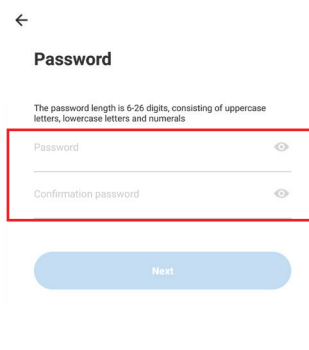 Password
The password length is 6-26 digits, consisting of uppercase
letters, lowercase letters and numerals
Password
Confirmation password
Next